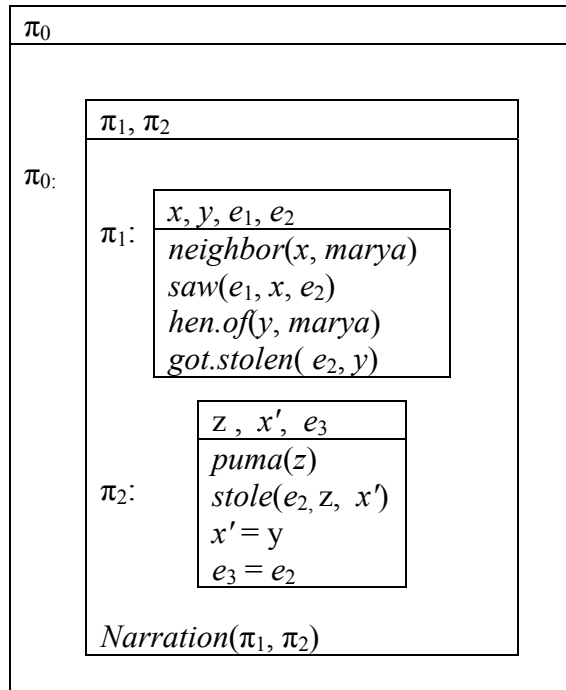 π₀
π₁, π₂
π₀:
π₁:
x, y, e₁, e₂
neighbor(x, marya)
saw(e₁, x, e₂)
hen.of(y, marya)
got.stolen( e₂, y)
π₂:
z , x′, e₃
puma(z)
stole(e₂, z, x′)
x′ = y
e₃ = e₂
Narration(π₁, π₂)